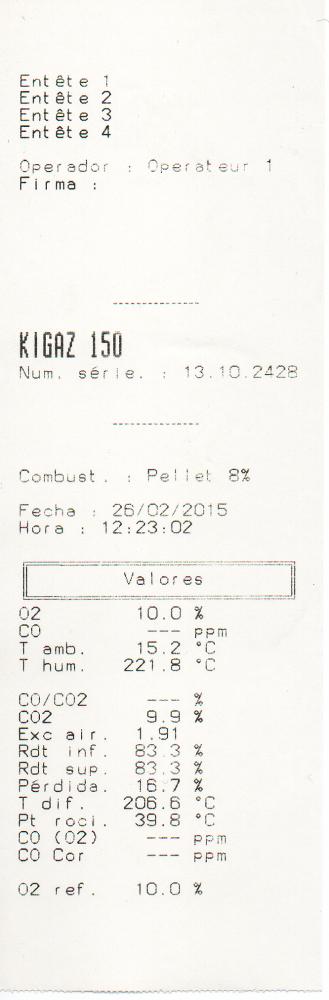 Entête 1
Entête 2
Entête 3
Entête 4
Operador : Operateur 1
Firma :
---------------
KIGAZ 150
Num. série. : 13.10.2428
---------------
Combust. : Pellet 8%
Fecha : 26/02/2015
Hora : 12:23:02
Valores
O2 10.0 %
CO --- ppm
T amb. 15.2 °C
T hum. 221.8 °C
CO/CO2 --- %
CO2 9.9 %
Exc air. 1.91
Rdt inf. 83.3 %
Rdt sup. 83.3 %
Pérdida. 16.7 %
T dif. 206.6 °C
Pt roci. 39.8 °C
CO (O2) --- ppm
CO Cor --- ppm
O2 ref. 10.0 %